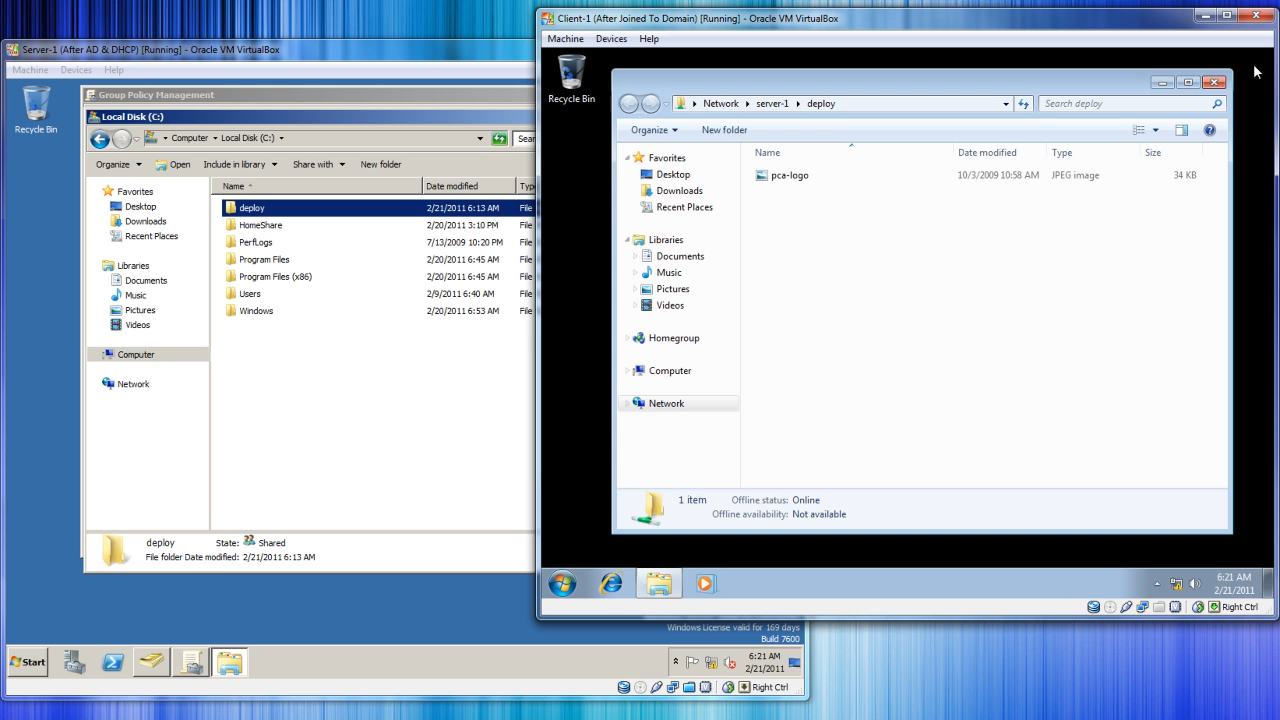 Server-1 (After AD & DHCP) [Running] - Oracle VM VirtualBox
Machine Devices Help
Recycle Bin
Group Policy Management
Local Disk (C:)
Computer Local Disk (C:)
Organize Open Include in library Share with New folder
Favorites
Desktop
Downloads
Recent Places
Libraries
Documents
Music
Pictures
Videos
Computer
Network
Name Date modified
deploy 2/21/2011 6:13 AM File
HomeShare 2/20/2011 3:10 PM File
PerfLogs 7/13/2009 10:20 PM File
Program Files 2/20/2011 6:45 AM File
Program Files (x86) 2/20/2011 6:45 AM File
Users 2/9/2011 6:40 AM File
Windows 2/20/2011 6:53 AM File
deploy State: Shared
File folder Date modified: 2/21/2011 6:13 AM
Windows License valid for 169 days
Build 7600
Start
6:21 AM
2/21/2011
Right Ctrl
Client-1 (After Joined To Domain) [Running] - Oracle VM VirtualBox
Machine Devices Help
Recycle Bin
Network server-1 deploy Search deploy
Organize New folder
Favorites
Desktop
Downloads
Recent Places
Libraries
Documents
Music
Pictures
Videos
Homegroup
Computer
Network
Name Date modified Type Size
pca-logo 10/3/2009 10:58 AM JPEG image 34 KB
1 item Offline status: Online
Offline availability: Not available
6:21 AM
2/21/2011
Right Ctrl